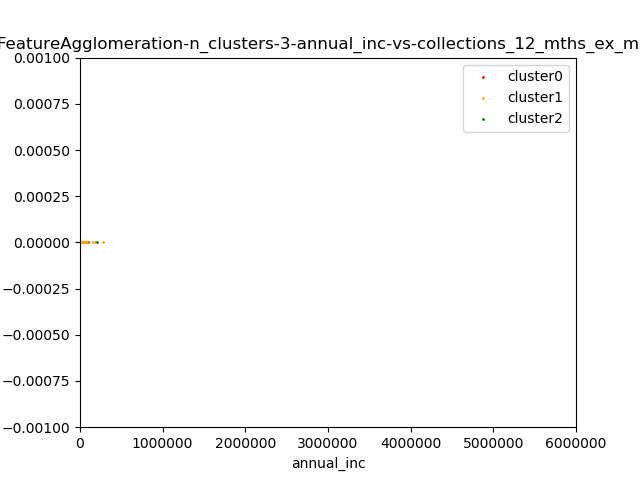 FeatureAgglomeration-n_clusters-3-annual_inc-vs-collections_12_mths_ex_m
0.00100
0.00075
0.00050
0.00025
0.00000
−0.00025
−0.00050
−0.00075
−0.00100
cluster0
cluster1
cluster2
0 1000000 2000000 3000000 4000000 5000000 6000000
annual_inc